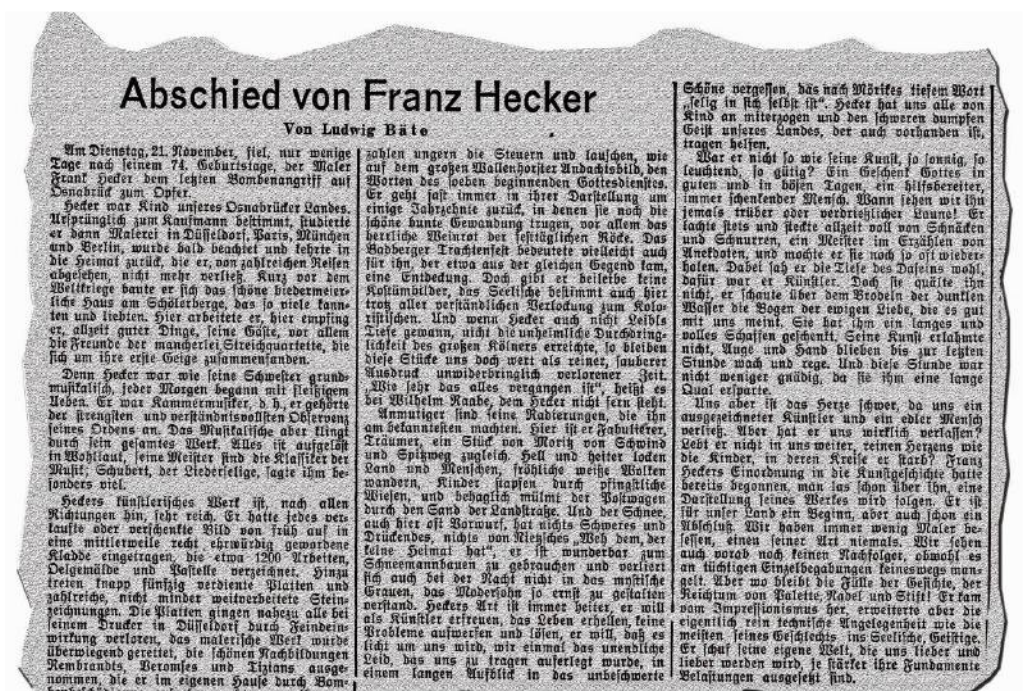 Abschied von Franz Hecker
Von Ludwig Bäte
Am Dienstag, 21. November, fiel, nur wenige
Tage nach seinem 74. Geburtstage, der Maler
Frank Hecker dem letzten Bombenangriff auf
Osnabrück zum Opfer.
Hecker war Kind unseres Osnabrücker Landes.
Ursprünglich zum Kaufmann bestimmt, studierte
er dann Malerei in Düsseldorf, Paris, München
und Berlin, wurde bald beachtet und kehrte in
die Heimat zurück, die er, von zahlreichen Reisen
abgesehen, nicht mehr verließ. Kurz vor dem
Weltkriege baute er sich das schöne biedermeier-
liche Haus am Schölerberge, das so viele kann-
ten und liebten. Hier arbeitete er, hier empfing
er, allzeit guter Dinge, seine Gäste, vor allem
die Freunde der mancherlei Streichquartette, die
sich um ihre erste Geige zusammenfanden.
Denn Hecker war wie seine Schwester grund-
musikalisch, jeder Morgen begann mit fleißigem
Ueben. Er war Kammermusiker, d. h., er gehörte
der strengsten und verständnisvollsten Observenz
seines Ordens an. Das Musikalische aber klingt
durch sein gesamtes Werk. Alles ist aufgelöst
in Wohllaut, seine Meister sind die Klassiker der
Musik; Schubert, der Liederselige, sagte ihm be-
sonders viel.
Heckers künstlerisches Werk ist, nach allen
Richtungen hin, sehr reich. Er hatte jedes ver-
kaufte oder verschenkte Bild von früh auf in
eine mittlerweile recht ehrwürdig gewordene
Kladde eingetragen, die etwa 1200 Arbeiten,
Oelgemälde und Pastelle verzeichnet. Hinzu
treten knapp fünfzig verdiente Platten und
zahlreiche, nicht minder weitverbreitete Stein-
zeichnungen. Die Platten gingen nahezu alle bei
seinem Drucker in Düsseldorf durch Feindein-
wirkung verloren, das malerische Werk wurde
überwiegend gerettet, die schönen Nachbildungen
Rembrandts, Veroneses und Tizians ausge-
nommen, die er im eigenen Hause durch Bom-
zahlen ungern die Steuern und lauschen, wie
auf dem großen Wallenhorster Andachtsbild, den
Worten des soeben beginnenden Gottesdienstes.
Er geht fast immer in ihrer Darstellung um
einige Jahrzehnte zurück, in denen sie noch die
schöne bunte Gewandung trugen, vor allem das
herrliche Weinrot der festtäglichen Röcke. Das
Badberger Trachtenfest bedeutete vielleicht auch
für ihn, der etwa aus der gleichen Gegend kam,
eine Entdeckung. Doch gibt er beileibe keine
Kostümbilder, das Seelische bestimmt auch hier
trotz aller verständlichen Verlockung zum Kolo-
ristischen. Und wenn Hecker auch nicht Leibls
Tiefe gewann, nicht die unheimliche Durchdring-
lichkeit des großen Kölners erreichte, so bleiben
diese Stücke uns doch wert als reiner, sauberer
Ausdruck unwiderbringlich verlorener Zeit.
„Wie sehr das alles vergangen ist“, heißt es
bei Wilhelm Raabe, dem Hecker nicht fern steht.
Anmutiger sind seine Radierungen, die ihn
am bekanntesten machten. Hier ist er Fabulierer,
Träumer, ein Stück von Moritz von Schwind
und Spitzweg zugleich. Hell und heiter locken
Land und Menschen, fröhliche weiße Wolken
wandern, Kinder stapfen durch pfingstliche
Wiesen, und behaglich mülmt der Postwagen
durch den Sand der Landstraße. Und der Schnee,
auch hier oft Vorwurf, hat nichts Schweres und
Drückendes, nichts von Nietzsches „Weh dem, der
keine Heimat hat“, er ist wunderbar zum
Schneemannbauen zu gebrauchen und verliert
sich auch bei der Nacht nicht in das mystische
Grauen, das Modersohn so ernst zu gestalten
verstand. Heckers Art ist immer heiter, er will
als Künstler erfreuen, das Leben erhellen, keine
Probleme aufwerfen und lösen, er will, daß es
licht um uns wird, wir einmal das unendliche
Leid, das uns zu tragen auferlegt wurde, in
einem langen Aufblick in das unbeschwerte
Schöne vergessen, das nach Mörikes tiefem Wort
„selig in sich selbst ist“. Hecker hat uns alle von
Kind an miterzogen und den schweren dumpfen
Geist unseres Landes, der auch vorhanden ist,
tragen helfen.
War er nicht so wie seine Kunst, so sonnig, so
leuchtend, so gütig? Ein Geschenk Gottes in
guten und in bösen Tagen, ein hilfsbereiter,
immer schenkender Mensch. Wann sehen wir ihn
jemals trüber oder verdrießlicher Laune! Er
lachte stets und steckte allzeit voll von Schnäcken
und Schnurren, ein Meister im Erzählen von
Anekdoten, und mochte er sie noch so oft wieder-
holen. Dabei sah er die Tiefe des Daseins wohl,
dafür war er Künstler. Doch sie quälte ihn
nicht, er schaute über dem Brodeln der dunklen
Wasser die Bogen der ewigen Liebe, die es gut
mit uns meint. Sie hat ihm ein langes und
volles Schaffen geschenkt. Seine Kunst erlahmte
nicht, Auge und Hand blieben bis zur letzten
Stunde wach und rege. Und diese Stunde war
nicht weniger gnädig, da sie ihm eine lange
Qual ersparte.
Uns aber ist das Herze schwer, da uns ein
ausgezeichneter Künstler und ein edler Mensch
verließ. Aber hat er uns wirklich verlassen?
Lebt er nicht in uns weiter, reinen Herzens wie
die Kinder, in deren Kreise er starb? Franz
Heckers Einordnung in die Kunstgeschichte hatte
bereits begonnen, man las schon über ihn, eine
Darstellung seines Werkes wird folgen. Er ist
für unser Land ein Beginn, aber auch schon ein
Abschluß. Wir haben immer wenig Maler be-
sessen, einen seiner Art niemals. Wir sehen
auch vorab noch keinen Nachfolger, obwohl es
an tüchtigen Einzelbegabungen keineswegs man-
gelt. Aber wo bleibt die Fülle der Gesichte, der
Reichtum von Palette, Nadel und Stift! Er kam
vom Impressionismus her, erweiterte aber die
eigentlich rein technische Angelegenheit wie die
meisten seines Geschlechts ins Seelische, Geistige.
Er schuf seine eigene Welt, die uns lieber und
lieber werden wird, je stärker ihre Fundamente
Belastungen ausgesetzt sind.